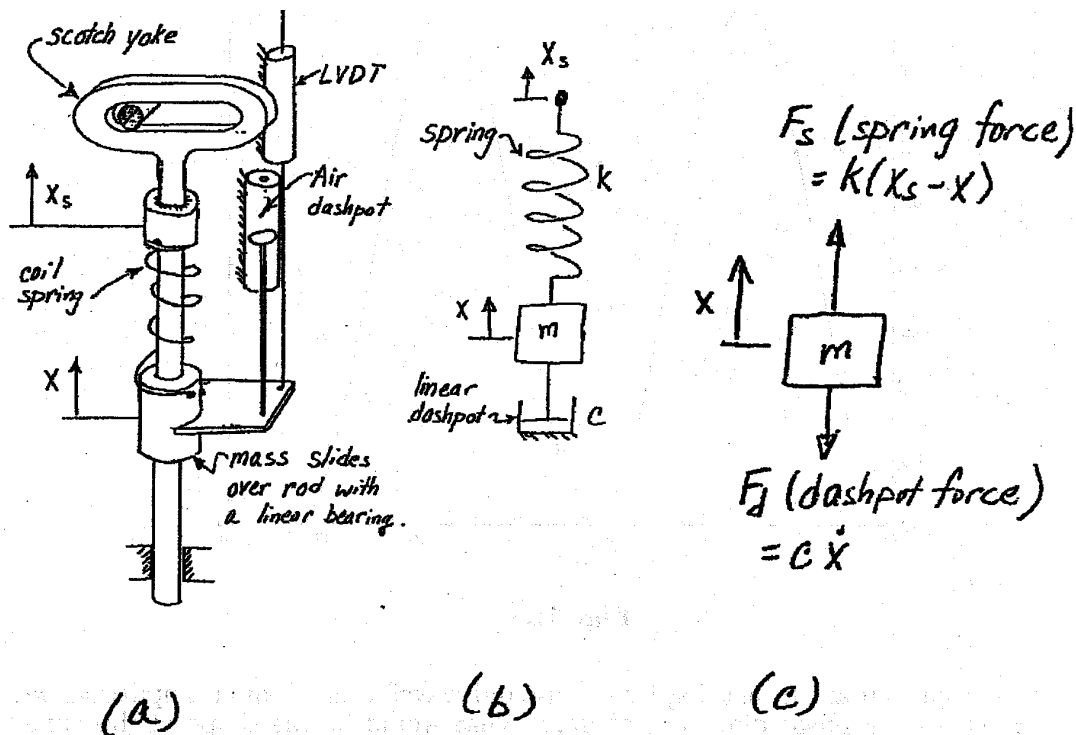 scotch yoke
LVDT
Air
dashpot
Xs
coil
spring
X
mass slides
over rod with
a linear bearing.
(a)
Xs
spring
K
X
m
linear
dashpot
C
(b)
Fs (spring force)
= k(Xs-X)
X
m
Fd (dashpot force)
= c ẋ
(c)